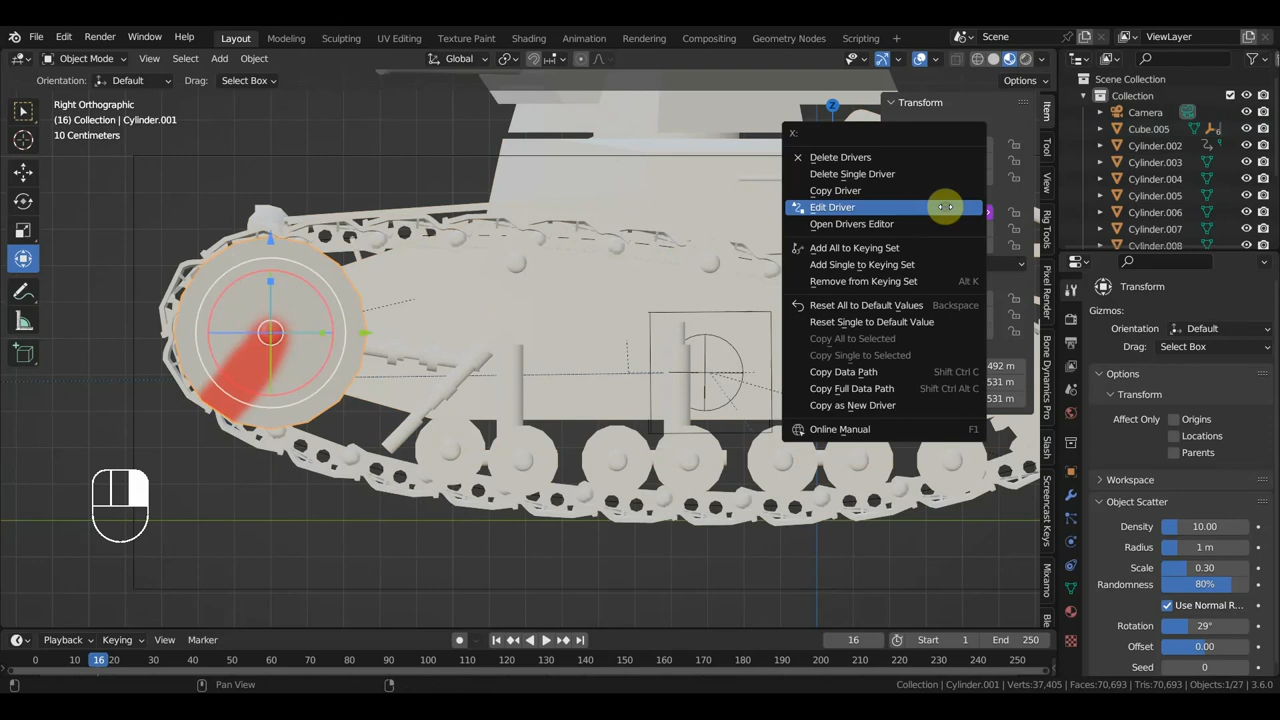 File Edit Render Window Help Layout Modeling Sculpting UV Editing Texture Paint Shading Animation Rendering Compositing Geometry Nodes Scripting + Scene ViewLayer
Object Mode View Select Add Object Global
Orientation: Default Drag: Select Box Options
Right Orthographic
(16) Collection | Cylinder.001
10 Centimeters
Transform
Z
X:
Delete Drivers
Delete Single Driver
Copy Driver
Edit Driver
Open Drivers Editor
Add All to Keying Set
Add Single to Keying Set
Remove from Keying Set Alt K
Reset All to Default Values Backspace
Reset Single to Default Value
Copy All to Selected
Copy Single to Selected
Copy Data Path Shift Ctrl C
Copy Full Data Path Shift Ctrl Alt C
Copy as New Driver
Online Manual F1
492 m
531 m
531 m
Item
Tool
View
Rig Tools
Pixel Render
Bone Dynamics Pro
Slash
Screencast Keys
Mixamo
Ble
Scene Collection
Collection
Camera
Cube.005 6
Cylinder.002
Cylinder.003
Cylinder.004
Cylinder.005
Cylinder.006
Cylinder.007
Cylinder.008
Transform
Gizmos:
Orientation Default
Drag: Select Box
Options
Transform
Affect Only Origins
Locations
Parents
Workspace
Object Scatter
Density 10.00
Radius 1 m
Scale 0.30
Randomness 80%
Use Normal R...
Rotation 29°
Offset 0.00
Seed 0
Playback Keying View Marker 16 Start 1 End 250
0 10 16 20 30 40 50 60 70 80 90 100 110 120 130 140 150 160 170 180 190 200 210 220 230 240 250
Pan View Collection | Cylinder.001 | Verts:37,405 | Faces:70,693 | Tris:70,693 | Objects:1/27 | 3.6.0